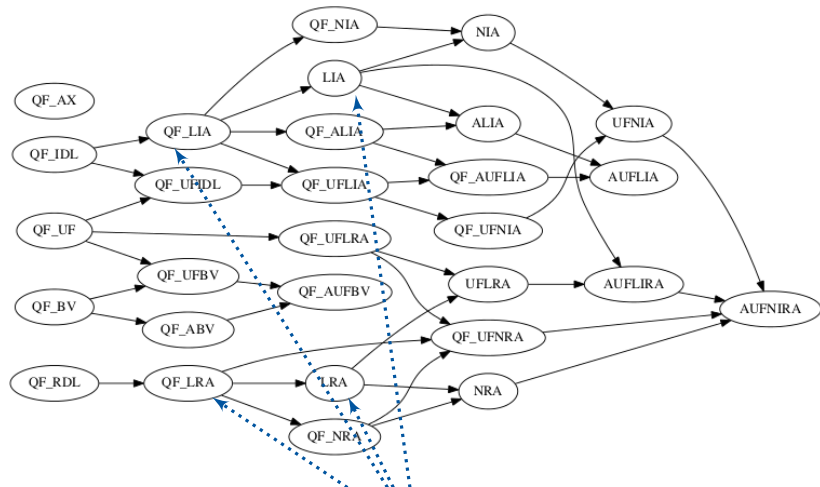 QF_NIA
NIA
LIA
QF_AX
UFNIA
ALIA
QF_LIA
QF_ALIA
QF_IDL
QF_UFIDL
QF_UFLIA
QF_AUFLIA
AUFLIA
QF_UF
QF_UFLRA
QF_UFNIA
QF_UFBV
UFLRA
AUFLIRA
QF_AUFBV
QF_BV
AUFNIRA
QF_ABV
QF_UFNRA
QF_RDL
QF_LRA
LRA
NRA
QF_NRA